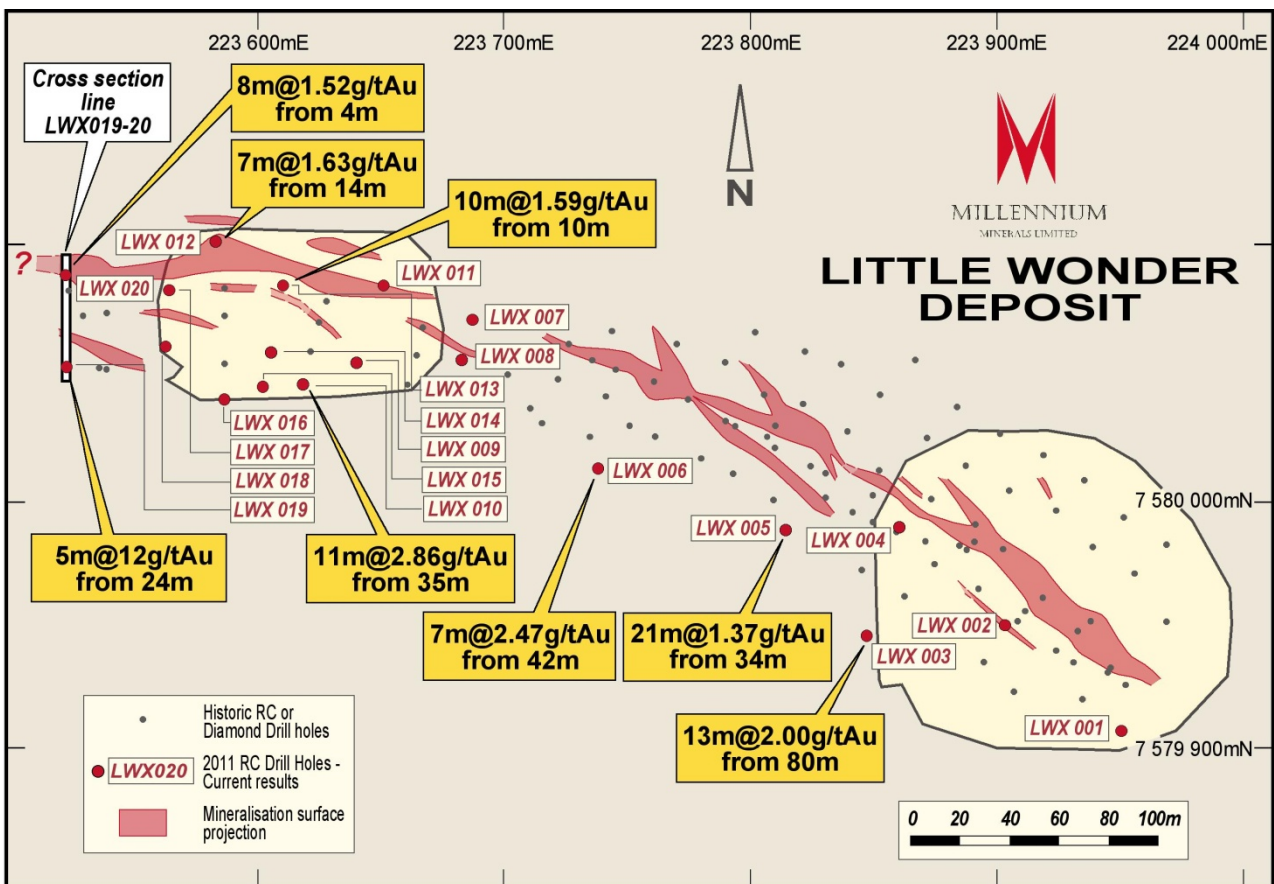 223 600mE
223 700mE
223 800mE
223 900mE
224 000mE
Cross section
line
LWX019-20
8m@1.52g/tAu
from 4m
7m@1.63g/tAu
from 14m
10m@1.59g/tAu
from 10m
N
MILLENNIUM
MINERALS LIMITED
LITTLE WONDER
DEPOSIT
?
LWX 012
LWX 020
LWX 011
LWX 007
LWX 008
LWX 013
LWX 016
LWX 014
LWX 017
LWX 009
LWX 018
LWX 015
LWX 019
LWX 010
LWX 006
LWX 005
LWX 004
7 580 000mN
5m@12g/tAu
from 24m
11m@2.86g/tAu
from 35m
7m@2.47g/tAu
from 42m
21m@1.37g/tAu
from 34m
LWX 002
LWX 003
13m@2.00g/tAu
from 80m
LWX 001
7 579 900mN
Historic RC or
Diamond Drill holes
LWX020
2011 RC Drill Holes -
Current results
Mineralisation surface
projection
0 20 40 60 80 100m